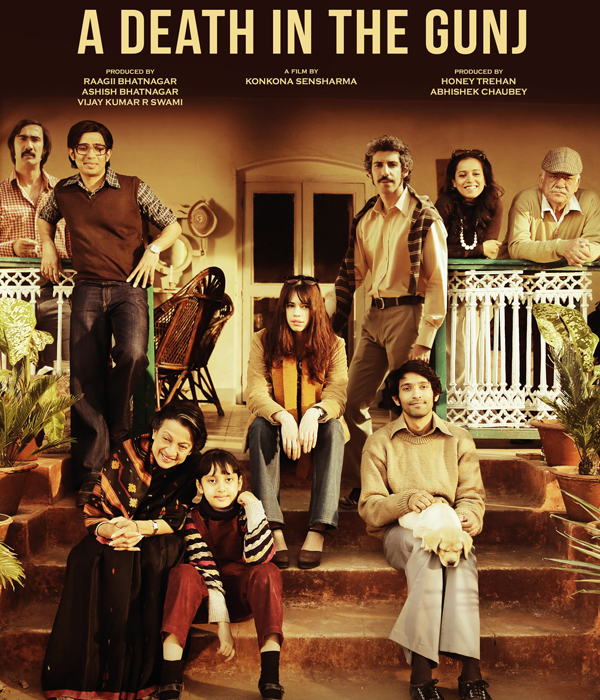 A DEATH IN THE GUNJ
PRODUCED BY
RAAGII BHATNAGAR
ASHISH BHATNAGAR
VIJAY KUMAR R SWAMI
A FILM BY
KONKONA SENSHARMA
PRODUCED BY
HONEY TREHAN
ABHISHEK CHAUBEY